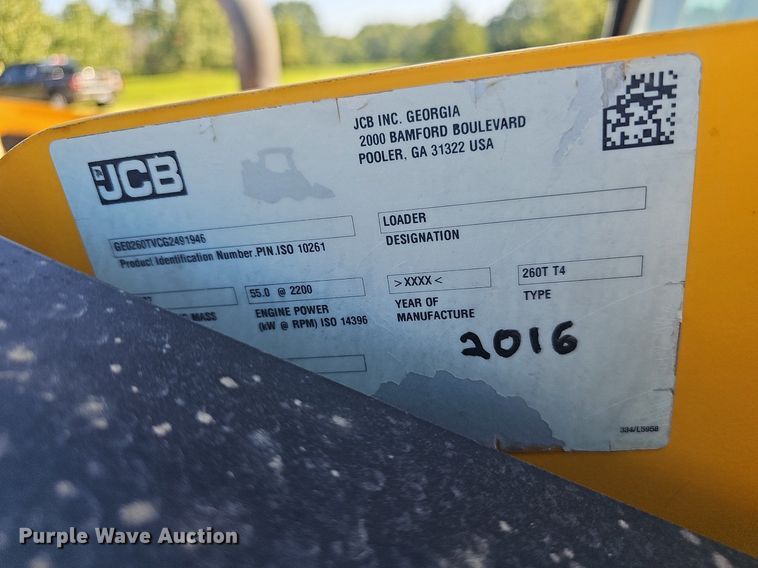 JCB INC. GEORGIA
2000 BAMFORD BOULEVARD
POOLER, GA 31322 USA
JCB
GE0260TVCG2491946
Product Identification Number.PIN.ISO 10261
LOADER
DESIGNATION
MASS
55.0 @ 2200
ENGINE POWER
(kW @ RPM) ISO 14396
>XXXX<
YEAR OF
MANUFACTURE
260T T4
TYPE
2016
334/L5958
Purple Wave Auction